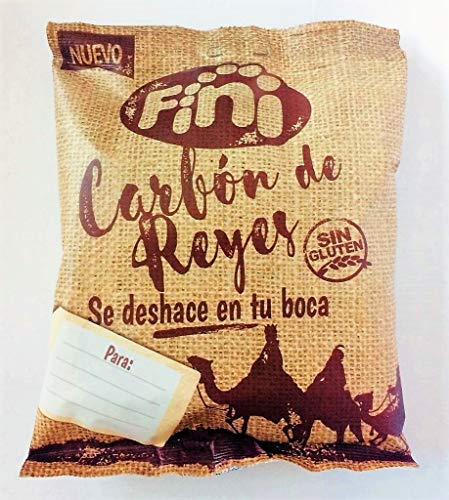 NUEVO
Fini
Carbón de
Reyes
SIN
GLUTEN
Se deshace en tu boca
Para: